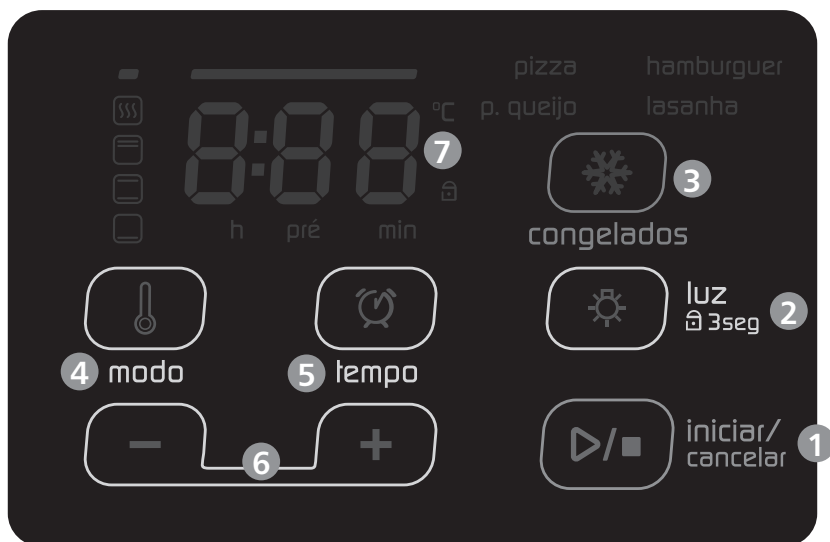 pizza hamburguer
8:88 °C p. queijo lasanha
7
3
h pré min
congelados
luz
3seg 2
4 modo
5 tempo
− 6 +
iniciar/
cancelar 1